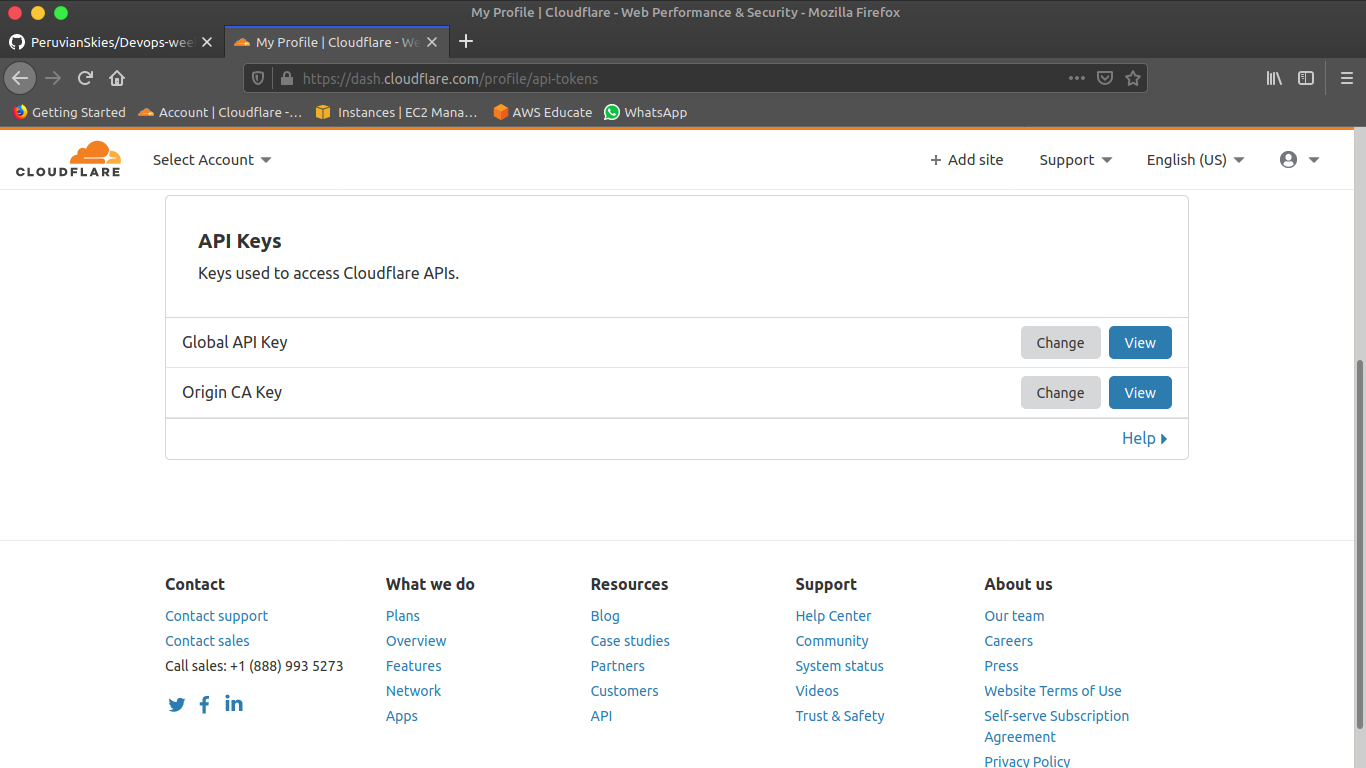 My Profile | Cloudflare - Web Performance & Security - Mozilla Firefox
PeruvianSkies/Devops-wee
My Profile | Cloudflare - We
https://dash.cloudflare.com/profile/api-tokens
Getting Started
Account | Cloudflare -...
Instances | EC2 Mana...
AWS Educate
WhatsApp
CLOUDFLARE
Select Account
+ Add site
Support
English (US)
API Keys
Keys used to access Cloudflare APIs.
Global API Key
Change
View
Origin CA Key
Change
View
Help
Contact
Contact support
Contact sales
Call sales: +1 (888) 993 5273
What we do
Plans
Overview
Features
Network
Apps
Resources
Blog
Case studies
Partners
Customers
API
Support
Help Center
Community
System status
Videos
Trust & Safety
About us
Our team
Careers
Press
Website Terms of Use
Self-serve Subscription
Agreement
Privacy Policy